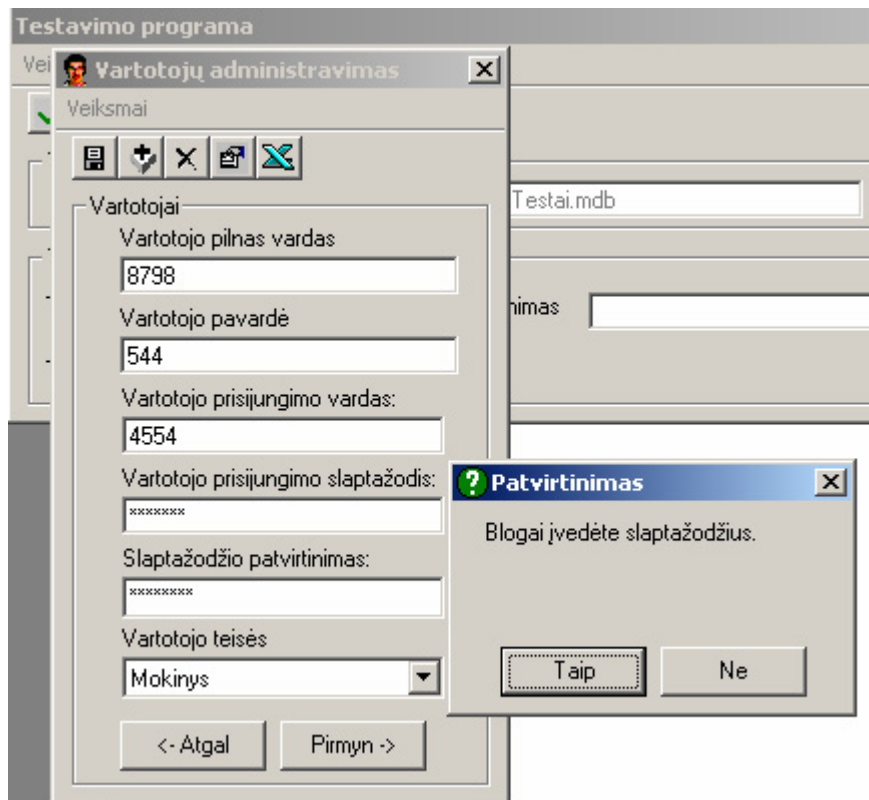 Testavimo programa
Vei
Vartotojų administravimas
Veiksmai
Vartotojai
Vartotojo pilnas vardas
8798
Vartotojo pavardė
544
Vartotojo prisijungimo vardas:
4554
Vartotojo prisijungimo slaptažodis:
*******
Slaptažodžio patvirtinimas:
********
Vartotojo teisės
Mokinys
<- Atgal
Pirmyn ->
Testai.mdb
nimas
Patvirtinimas
Blogai įvedėte slaptažodžius.
Taip
Ne